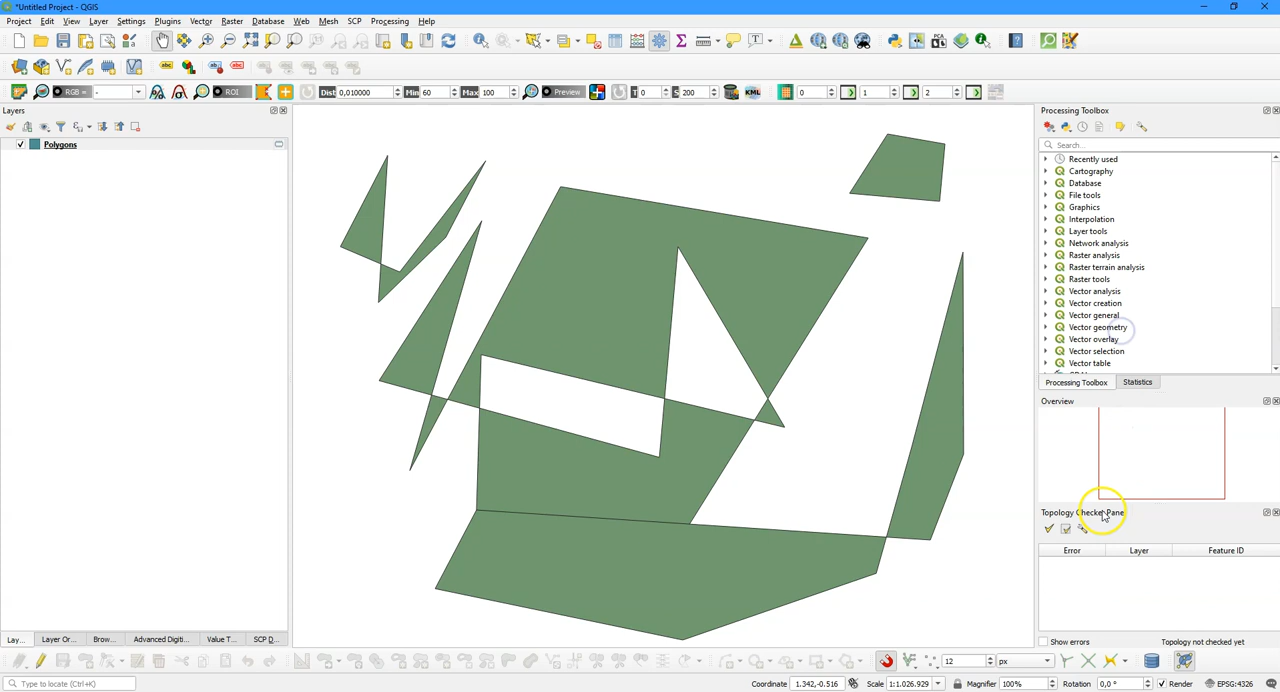 *Untitled Project - QGIS
Project Edit View Layer Settings Plugins Vector Raster Database Web Mesh SCP Processing Help
RGB = - ROI Dist 0,010000 Min 60 Max 100 Preview T 0 S 200 KML 0 1 2
Layers
Polygons
Processing Toolbox
Search...
Recently used
Cartography
Database
File tools
Graphics
Interpolation
Layer tools
Network analysis
Raster analysis
Raster terrain analysis
Raster tools
Vector analysis
Vector creation
Vector general
Vector geometry
Vector overlay
Vector selection
Vector table
Processing Toolbox Statistics
Overview
Topology Checker Panel
Error Layer Feature ID
Show errors Topology not checked yet
Lay... Layer Or... Brow... Advanced Digiti... Value T... SCP D...
12 px
Type to locate (Ctrl+K) Coordinate 1.342,-0.516 Scale 1:1.026.929 Magnifier 100% Rotation 0,0 ° Render EPSG:4326